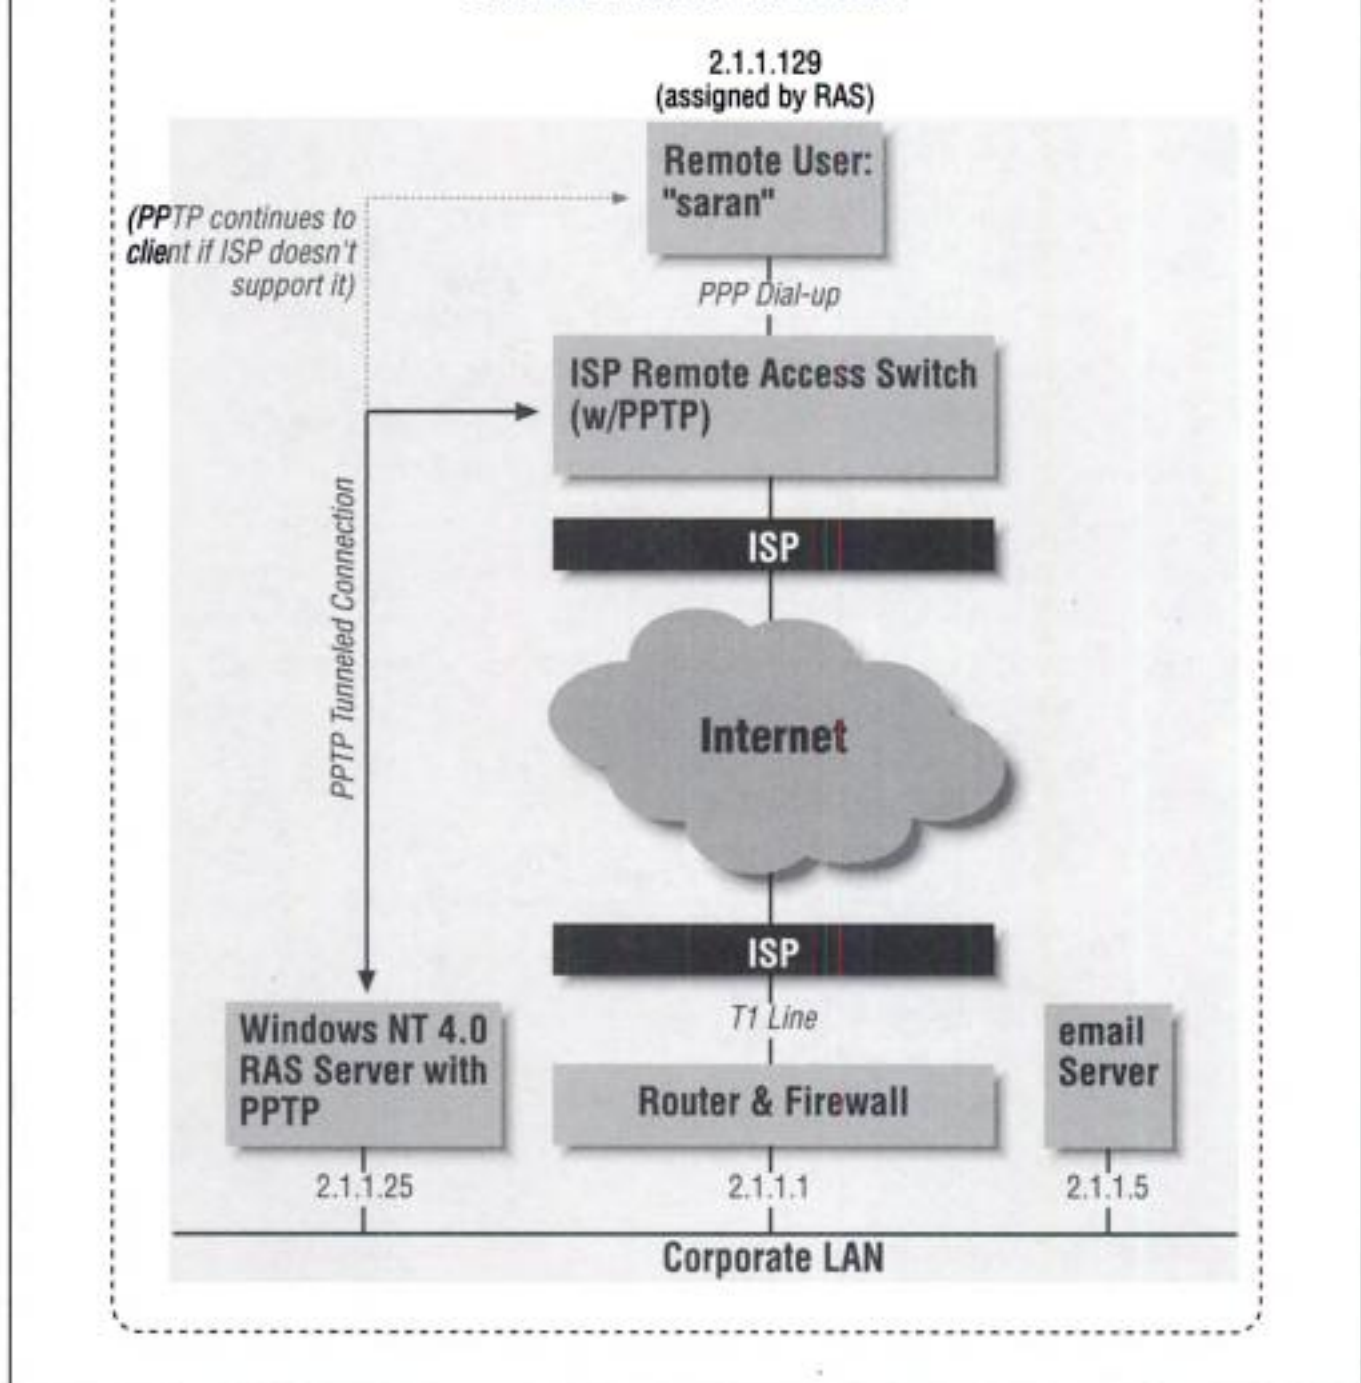 2.1.1.129
(assigned by RAS)
Remote User:
"saran"
(PPTP continues to
client if ISP doesn't
support it)
PPP Dial-up
ISP Remote Access Switch
(w/PPTP)
PPTP Tunneled Connection
ISP
Internet
ISP
T1 Line
Windows NT 4.0
RAS Server with
PPTP
Router & Firewall
email
Server
2.1.1.25
2.1.1.1
2.1.1.5
Corporate LAN